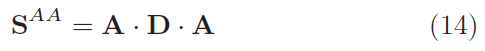 S^{AA} = A · D · A (14)